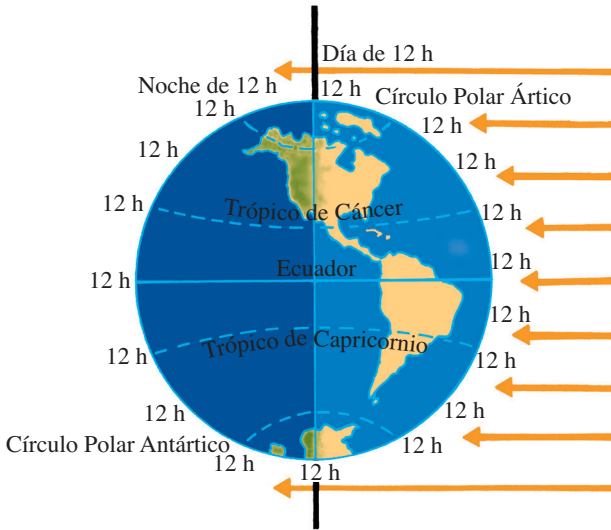 Día de 12 h
Noche de 12 h
12 h
Círculo Polar Ártico
12 h
12 h
12 h
12 h
12 h
12 h
Trópico de Cáncer
12 h
Ecuador
12 h
12 h
12 h
Trópico de Capricornio
12 h
12 h
12 h
12 h
Círculo Polar Antártico
12 h
12 h
12 h